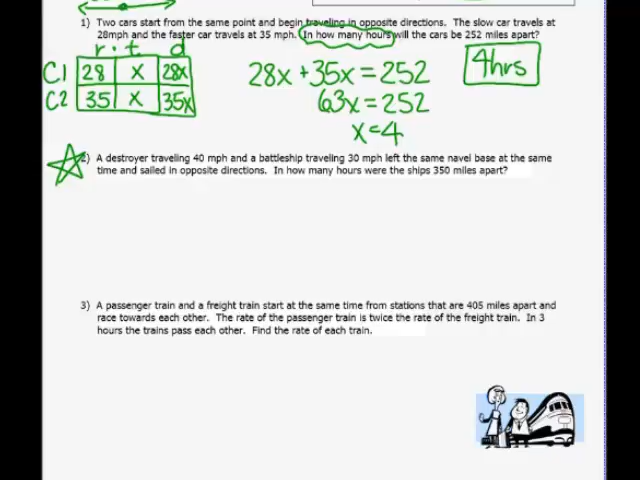 1) Two cars start from the same point and begin traveling in opposite directions. The slow car travels at
28mph and the faster car travels at 35 mph. In how many hours will the cars be 252 miles apart?
r · t d
C1 28 x 28x
C2 35 x 35x
28x + 35x = 252
63x = 252
x = 4
4hrs
2) A destroyer traveling 40 mph and a battleship traveling 30 mph left the same navel base at the same
time and sailed in opposite directions. In how many hours were the ships 350 miles apart?
3) A passenger train and a freight train start at the same time from stations that are 405 miles apart and
race towards each other. The rate of the passenger train is twice the rate of the freight train. In 3
hours the trains pass each other. Find the rate of each train.